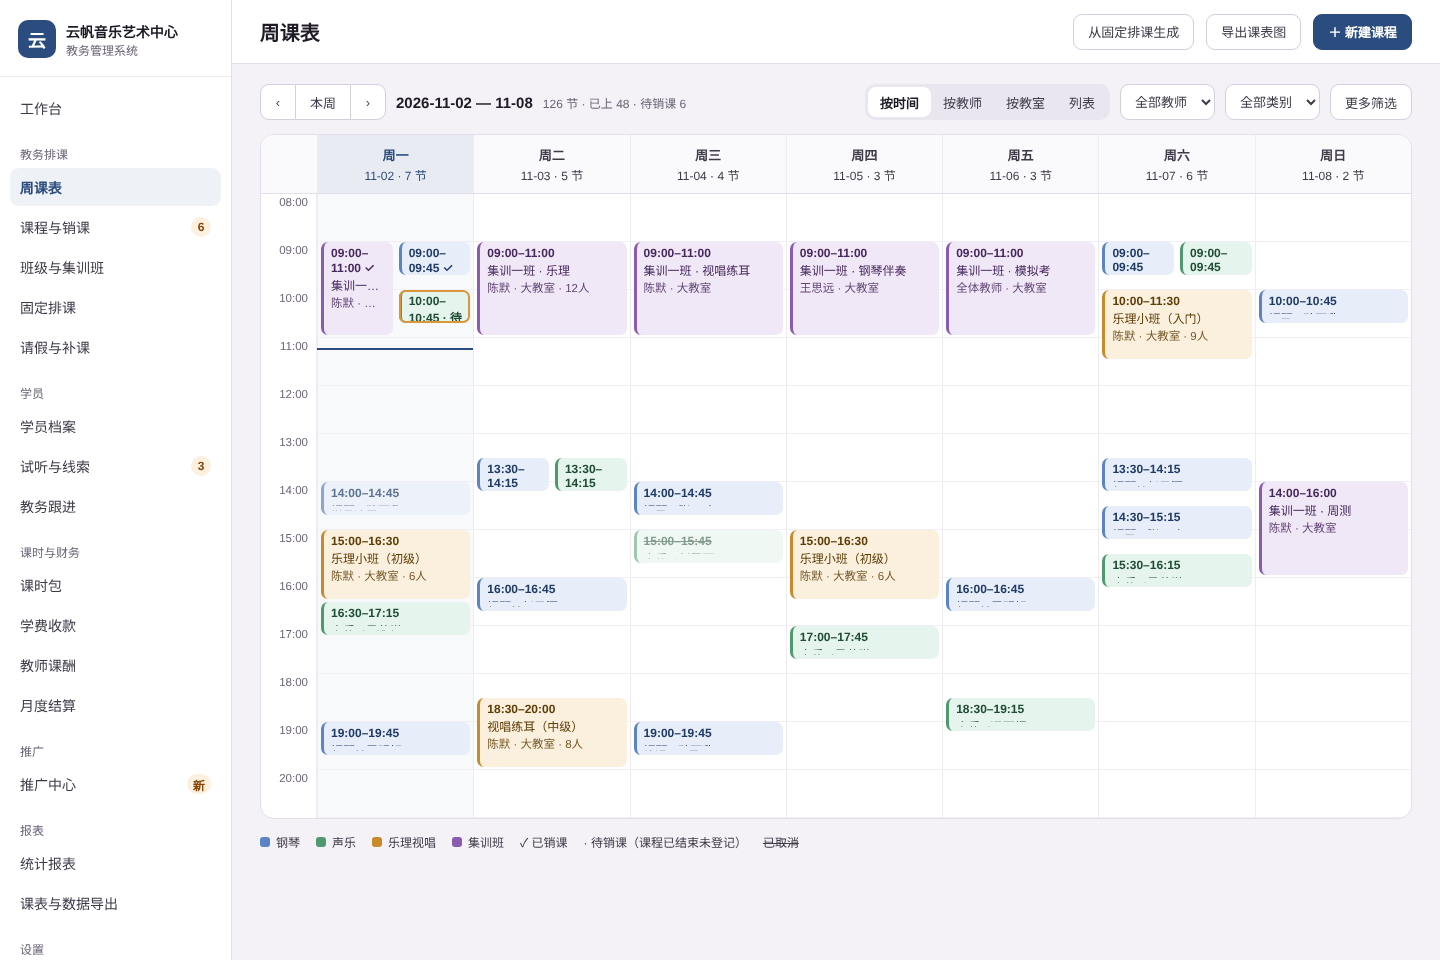 云
云帆音乐艺术中心
教务管理系统
工作台
教务排课
周课表
课程与销课 6
班级与集训班
固定排课
请假与补课
学员
学员档案
试听与线索 3
教务跟进
课时与财务
课时包
学费收款
教师课酬
月度结算
推广
推广中心 新
报表
统计报表
课表与数据导出
设置
周课表
从固定排课生成
导出课表图
＋ 新建课程
‹ 本周 ›
2026-11-02 — 11-08 126 节 · 已上 48 · 待销课 6
按时间 按教师 按教室 列表
全部教师
全部类别
更多筛选
周一
11-02 · 7 节
周二
11-03 · 5 节
周三
11-04 · 4 节
周四
11-05 · 3 节
周五
11-06 · 3 节
周六
11-07 · 6 节
周日
11-08 · 2 节
08:00
09:00
10:00
11:00
12:00
13:00
14:00
15:00
16:00
17:00
18:00
19:00
20:00
09:00–
11:00 ✓
集训一…
陈默 · …
09:00–
09:45 ✓
10:00–
10:45 · 待
14:00–14:45
15:00–16:30
乐理小班（初级）
陈默 · 大教室 · 6人
16:30–17:15
19:00–19:45
09:00–11:00
集训一班 · 乐理
陈默 · 大教室 · 12人
13:30–
14:15
13:30–
14:15
16:00–16:45
18:30–20:00
视唱练耳（中级）
陈默 · 大教室 · 8人
09:00–11:00
集训一班 · 视唱练耳
陈默 · 大教室
14:00–14:45
15:00–15:45
19:00–19:45
09:00–11:00
集训一班 · 钢琴伴奏
王思远 · 大教室
15:00–16:30
乐理小班（初级）
陈默 · 大教室 · 6人
17:00–17:45
09:00–11:00
集训一班 · 模拟考
全体教师 · 大教室
16:00–16:45
18:30–19:15
09:00–
09:45
09:00–
09:45
10:00–11:30
乐理小班（入门）
陈默 · 大教室 · 9人
13:30–14:15
14:30–15:15
15:30–16:15
10:00–10:45
14:00–16:00
集训一班 · 周测
陈默 · 大教室
钢琴 声乐 乐理视唱 集训班 ✓ 已销课 · 待销课（课程已结束未登记） 已取消